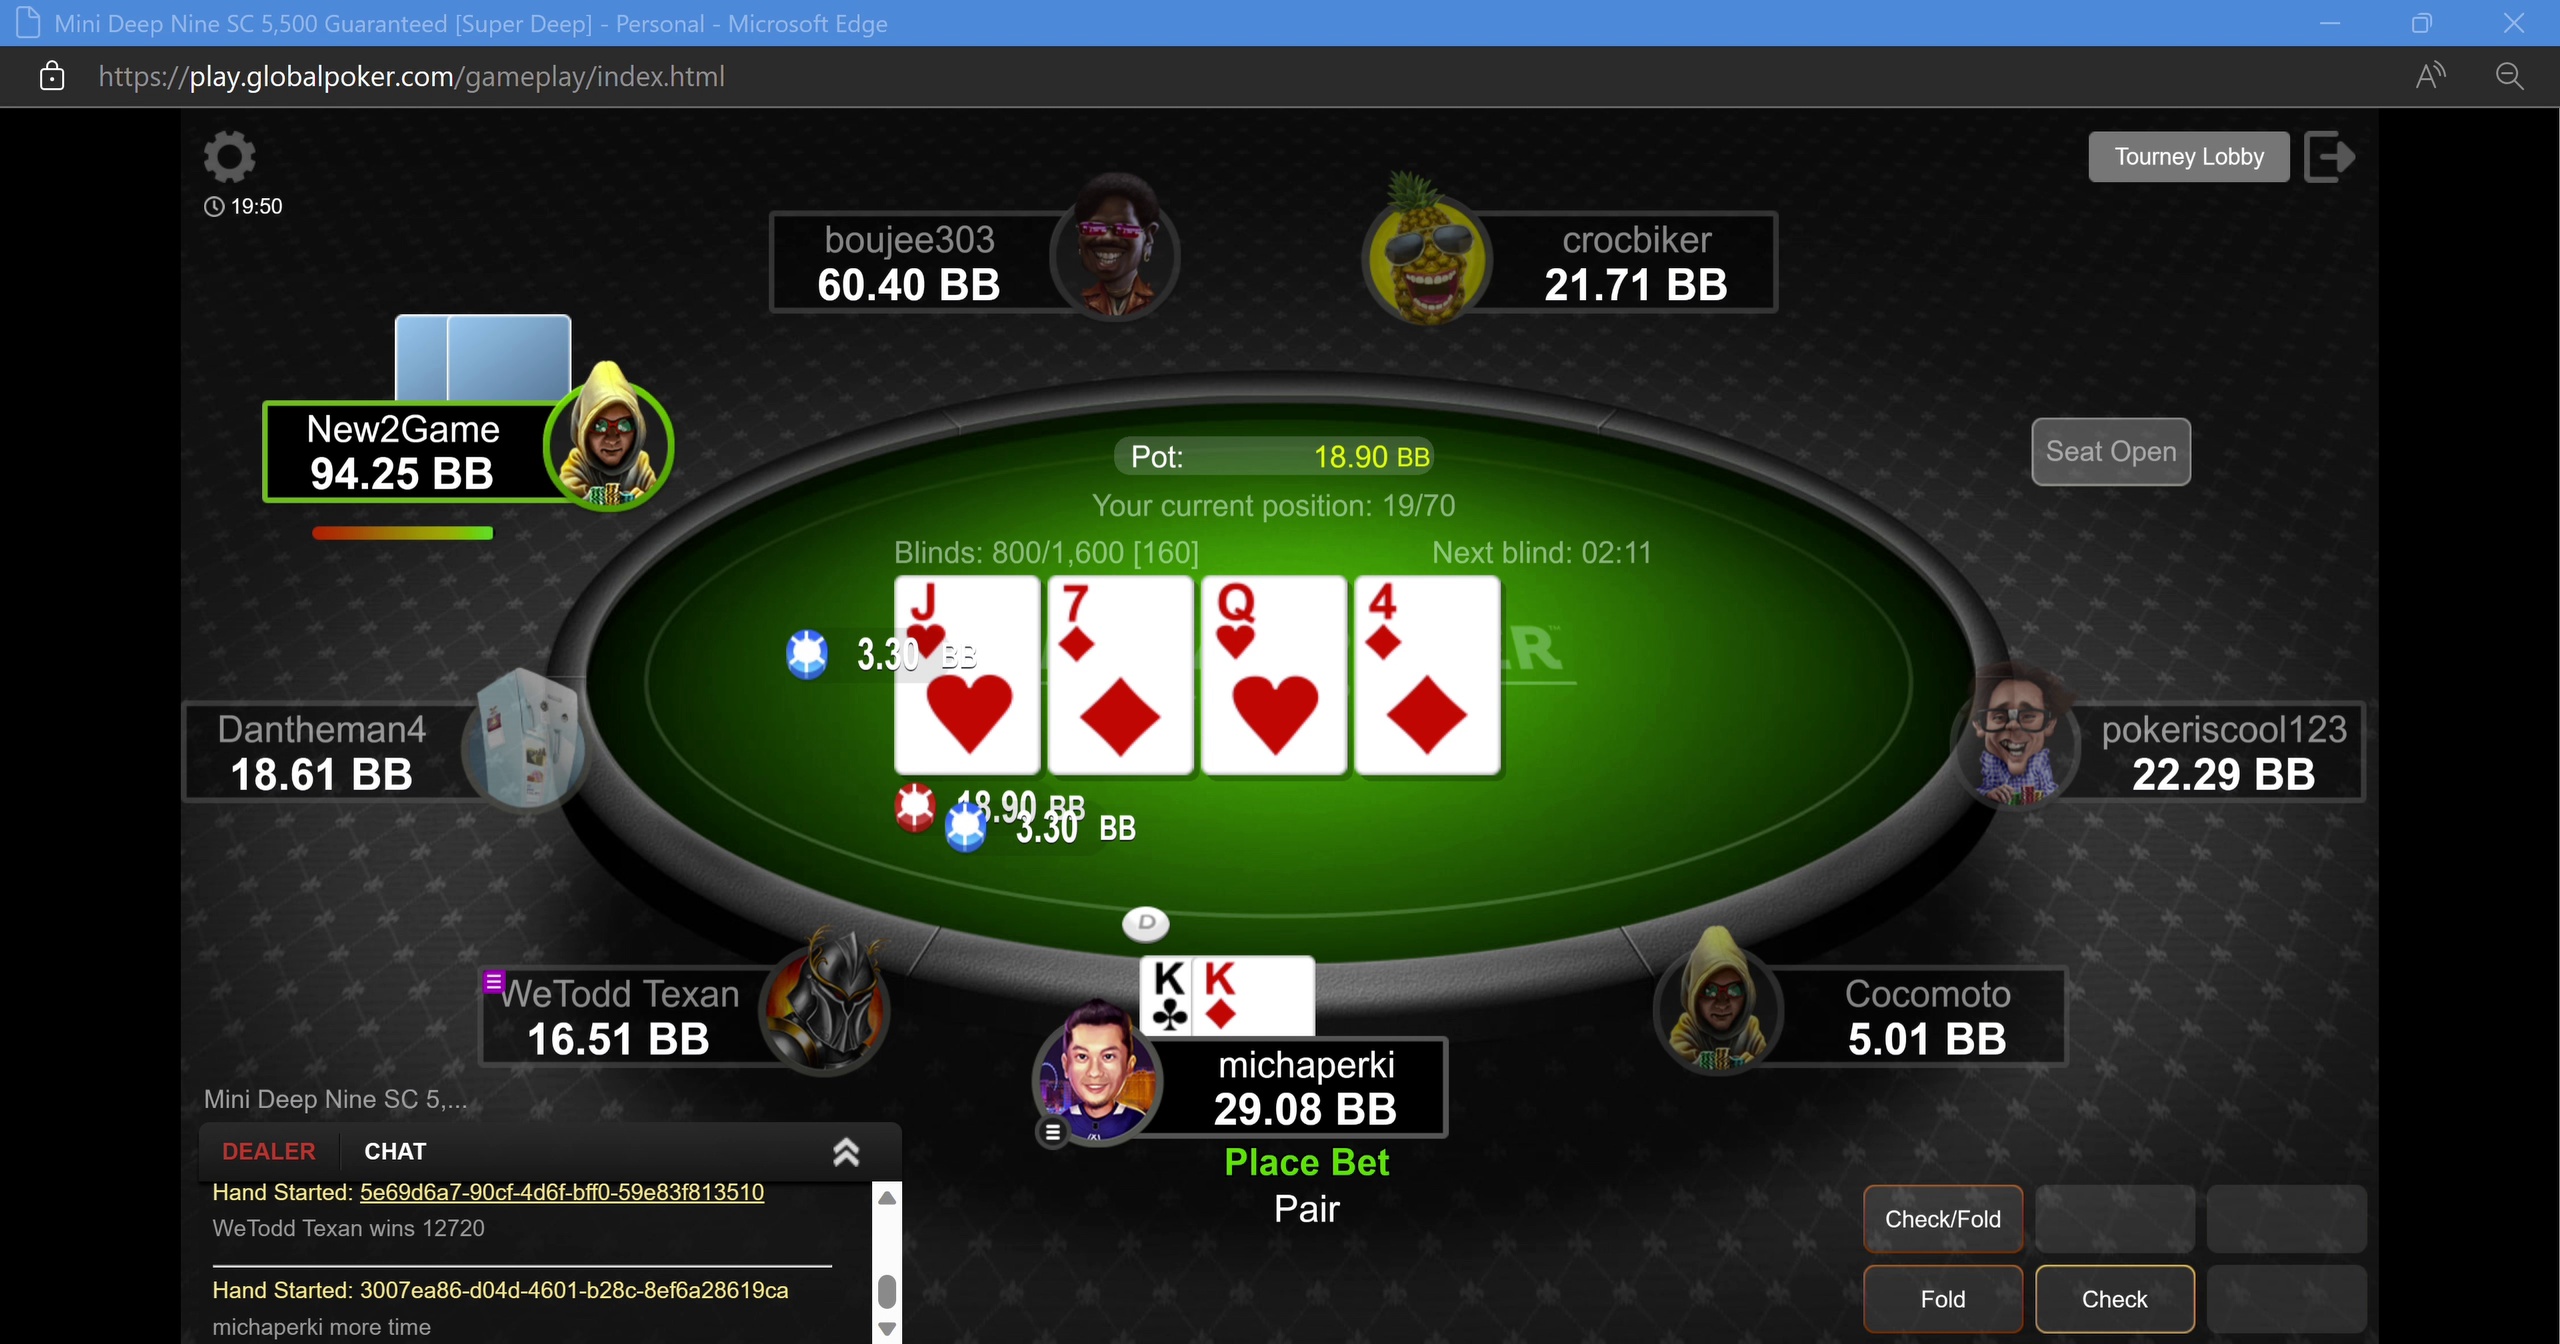 Mini Deep Nine SC 5,500 Guaranteed [Super Deep] - Personal - Microsoft Edge
https://play.globalpoker.com/gameplay/index.html
Tourney Lobby
19:50
boujee303
60.40 BB
crocbiker
21.71 BB
New2Game
94.25 BB
Seat Open
Pot: 18.90 BB
Your current position: 19/70
Blinds: 800/1,600 [160] Next blind: 02:11
J 7 Q 4
3.30 BB
Dantheman4
18.61 BB
pokeriscool123
22.29 BB
18.90 BB
3.30 BB
D
K K
WeTodd Texan
16.51 BB
michaperki
29.08 BB
Cocomoto
5.01 BB
Place Bet
Pair
Mini Deep Nine SC 5,...
DEALER CHAT
Hand Started: 5e69d6a7-90cf-4d6f-bff0-59e83f813510
WeTodd Texan wins 12720
Hand Started: 3007ea86-d04d-4601-b28c-8ef6a28619ca
michaperki more time
Check/Fold
Fold Check